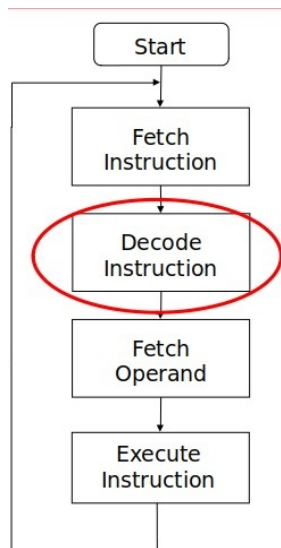 Start
Fetch
Instruction
Decode
Instruction
Fetch
Operand
Execute
Instruction